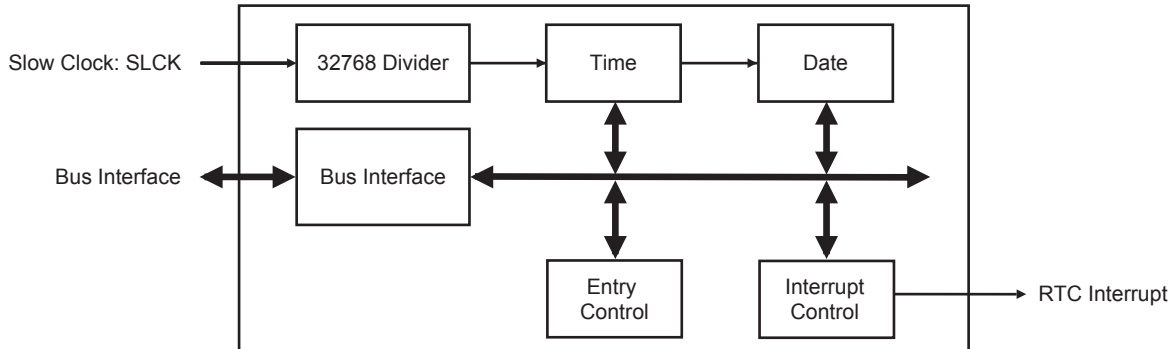 Slow Clock: SLCK
32768 Divider
Time
Date
Bus Interface
Bus Interface
Entry
Control
Interrupt
Control
RTC Interrupt